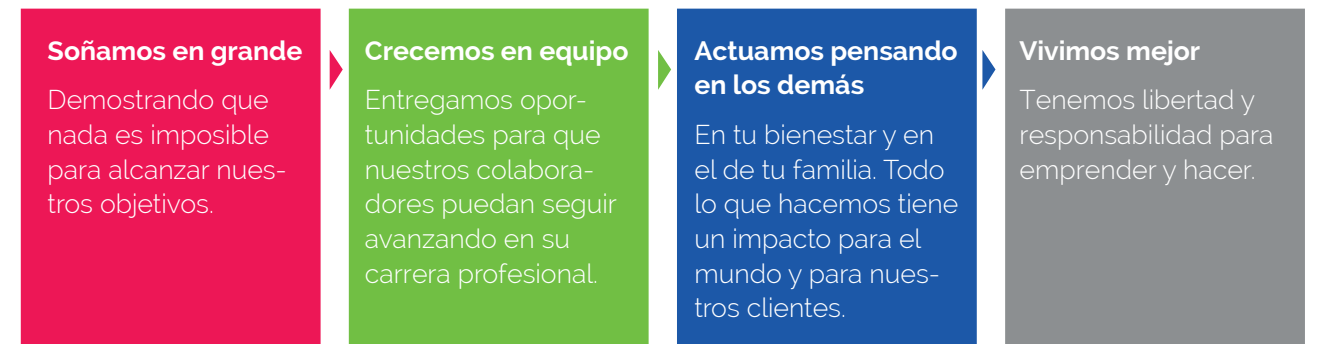 Soñamos en grande
Demostrando que
nada es imposible
para alcanzar nues-
tros objetivos.
Crecemos en equipo
Entregamos opor-
tunidades para que
nuestros colabora-
dores puedan seguir
avanzando en su
carrera profesional.
Actuamos pensando
en los demás
En tu bienestar y en
el de tu familia. Todo
lo que hacemos tiene
un impacto para el
mundo y para nues-
tros clientes.
Vivimos mejor
Tenemos libertad y
responsabilidad para
emprender y hacer.